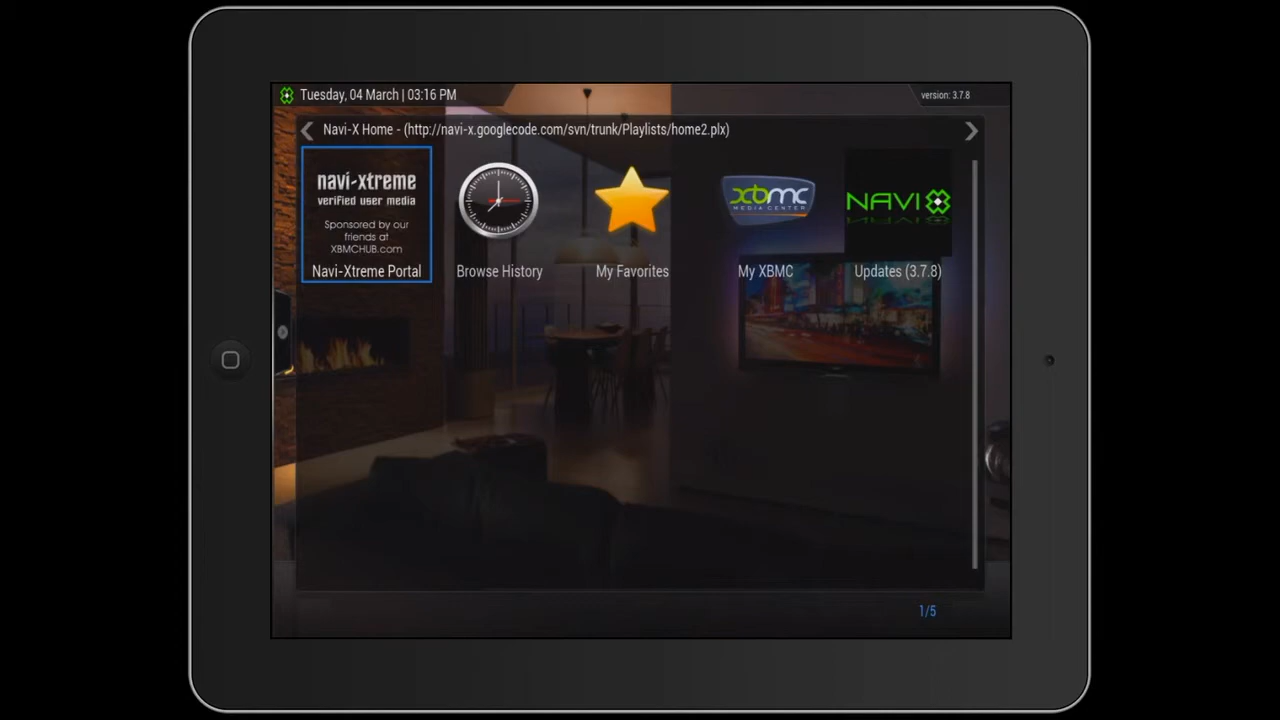 Tuesday, 04 March | 03:16 PM
version: 3.7.8
Navi-X Home - (http://navi-x.googlecode.com/svn/trunk/Playlists/home2.plx)
navi-xtreme
verified user media
Sponsored by our
friends at
XBMCHUB.com
Navi-Xtreme Portal
Browse History
My Favorites
xbmc
MEDIA CENTER
My XBMC
NAVI X
Updates (3.7.8)
1/5